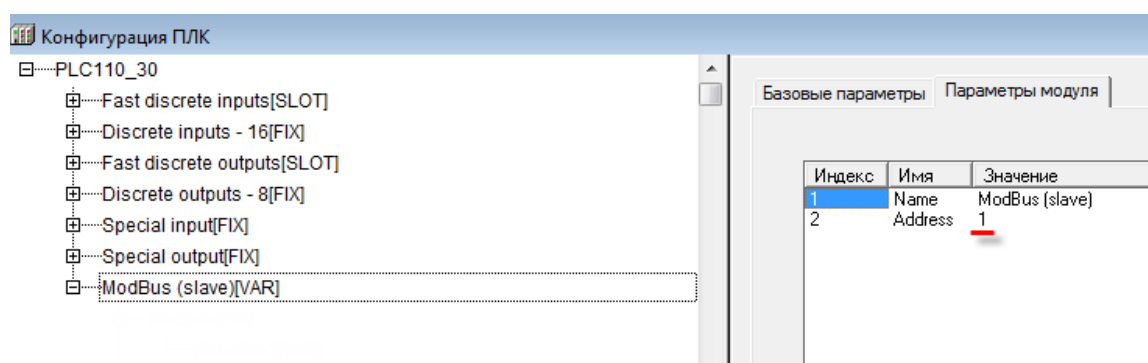 Конфигурация ПЛК
PLC110_30
Fast discrete inputs[SLOT]
Discrete inputs - 16[FIX]
Fast discrete outputs[SLOT]
Discrete outputs - 8[FIX]
Special input[FIX]
Special output[FIX]
ModBus (slave)[VAR]
Базовые параметры Параметры модуля
Индекс Имя Значение
1 Name ModBus (slave)
2 Address 1